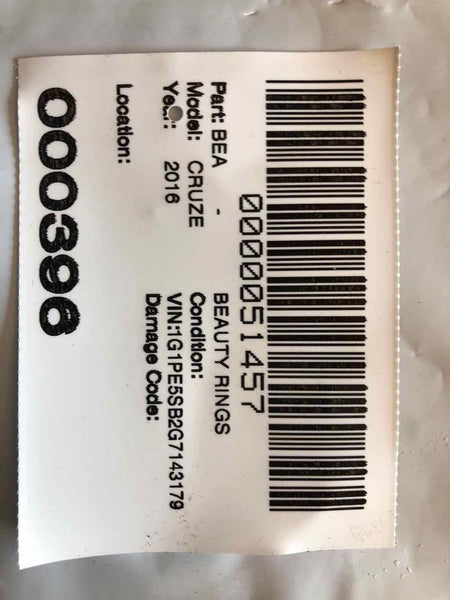 0000051457
Part: BEA - BEAUTY RINGS
Model: CRUZE Condition:
Year: 2016 VIN:1G1PE5SB2G7143179
Damage Code:
Location:
000396